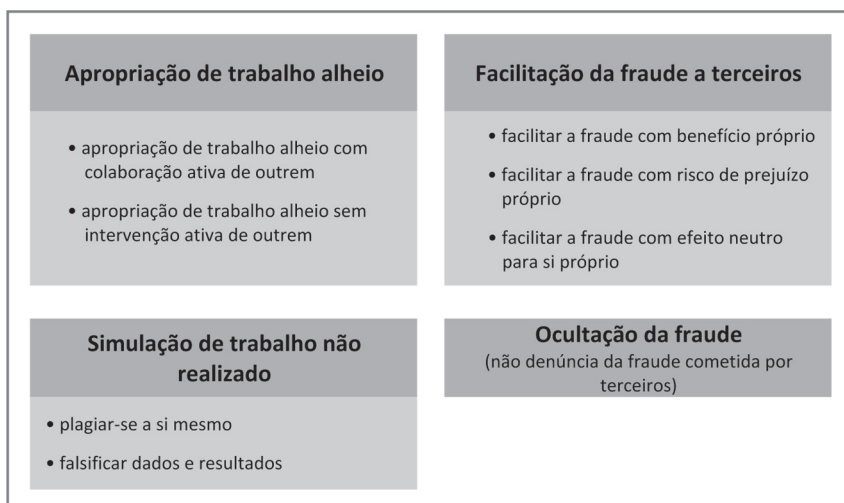 Apropriação de trabalho alheio
• apropriação de trabalho alheio com
colaboração ativa de outrem
• apropriação de trabalho alheio sem
intervenção ativa de outrem
Facilitação da fraude a terceiros
• facilitar a fraude com benefício próprio
• facilitar a fraude com risco de prejuízo
próprio
• facilitar a fraude com efeito neutro
para si próprio
Simulação de trabalho não
realizado
• plagiar-se a si mesmo
• falsificar dados e resultados
Ocultação da fraude
(não denúncia da fraude cometida por
terceiros)